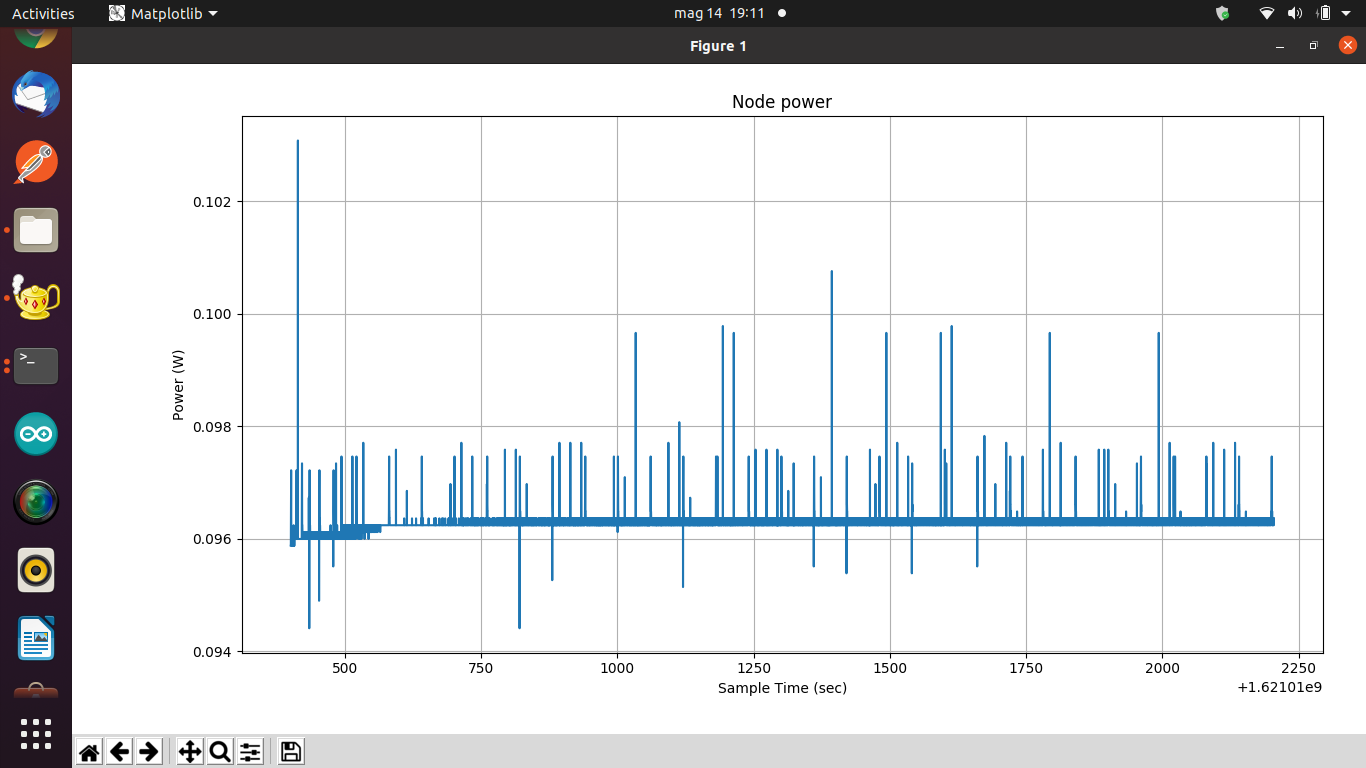 Activities
Matplotlib
mag 14 19:11
Figure 1
Node power
0.102
0.100
0.098
0.096
0.094
Power (W)
500 750 1000 1250 1500 1750 2000 2250
Sample Time (sec)
+1.62101e9
>_